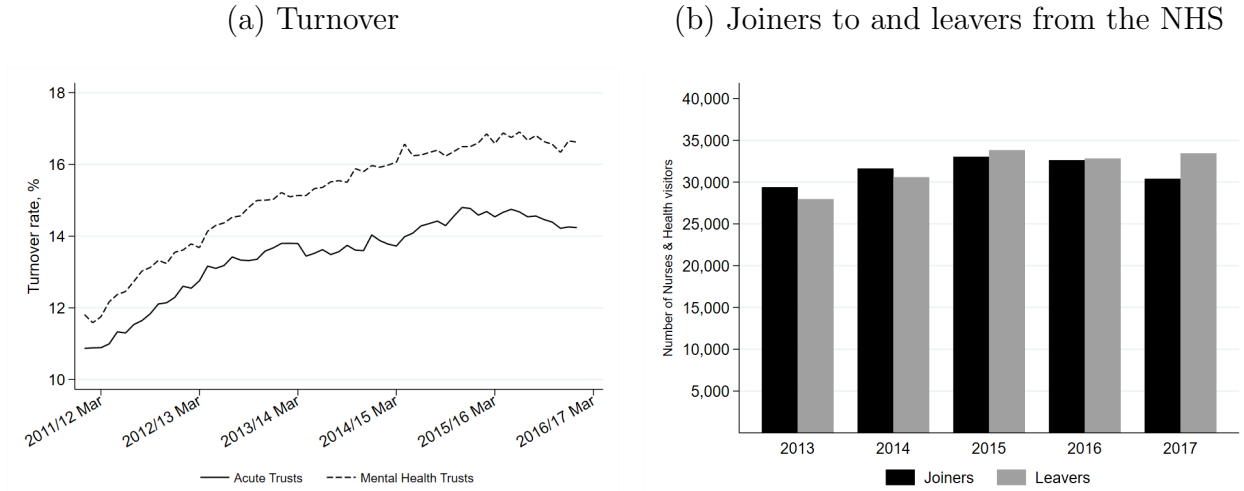 (a) Turnover
18
16
14
12
10
Turnover rate, %
2011/12 Mar
2012/13 Mar
2013/14 Mar
2014/15 Mar
2015/16 Mar
2016/17 Mar
Acute Trusts
Mental Health Trusts
(b) Joiners to and leavers from the NHS
40,000
35,000
30,000
25,000
20,000
15,000
10,000
5,000
Number of Nurses & Health visitors
2013
2014
2015
2016
2017
Joiners
Leavers